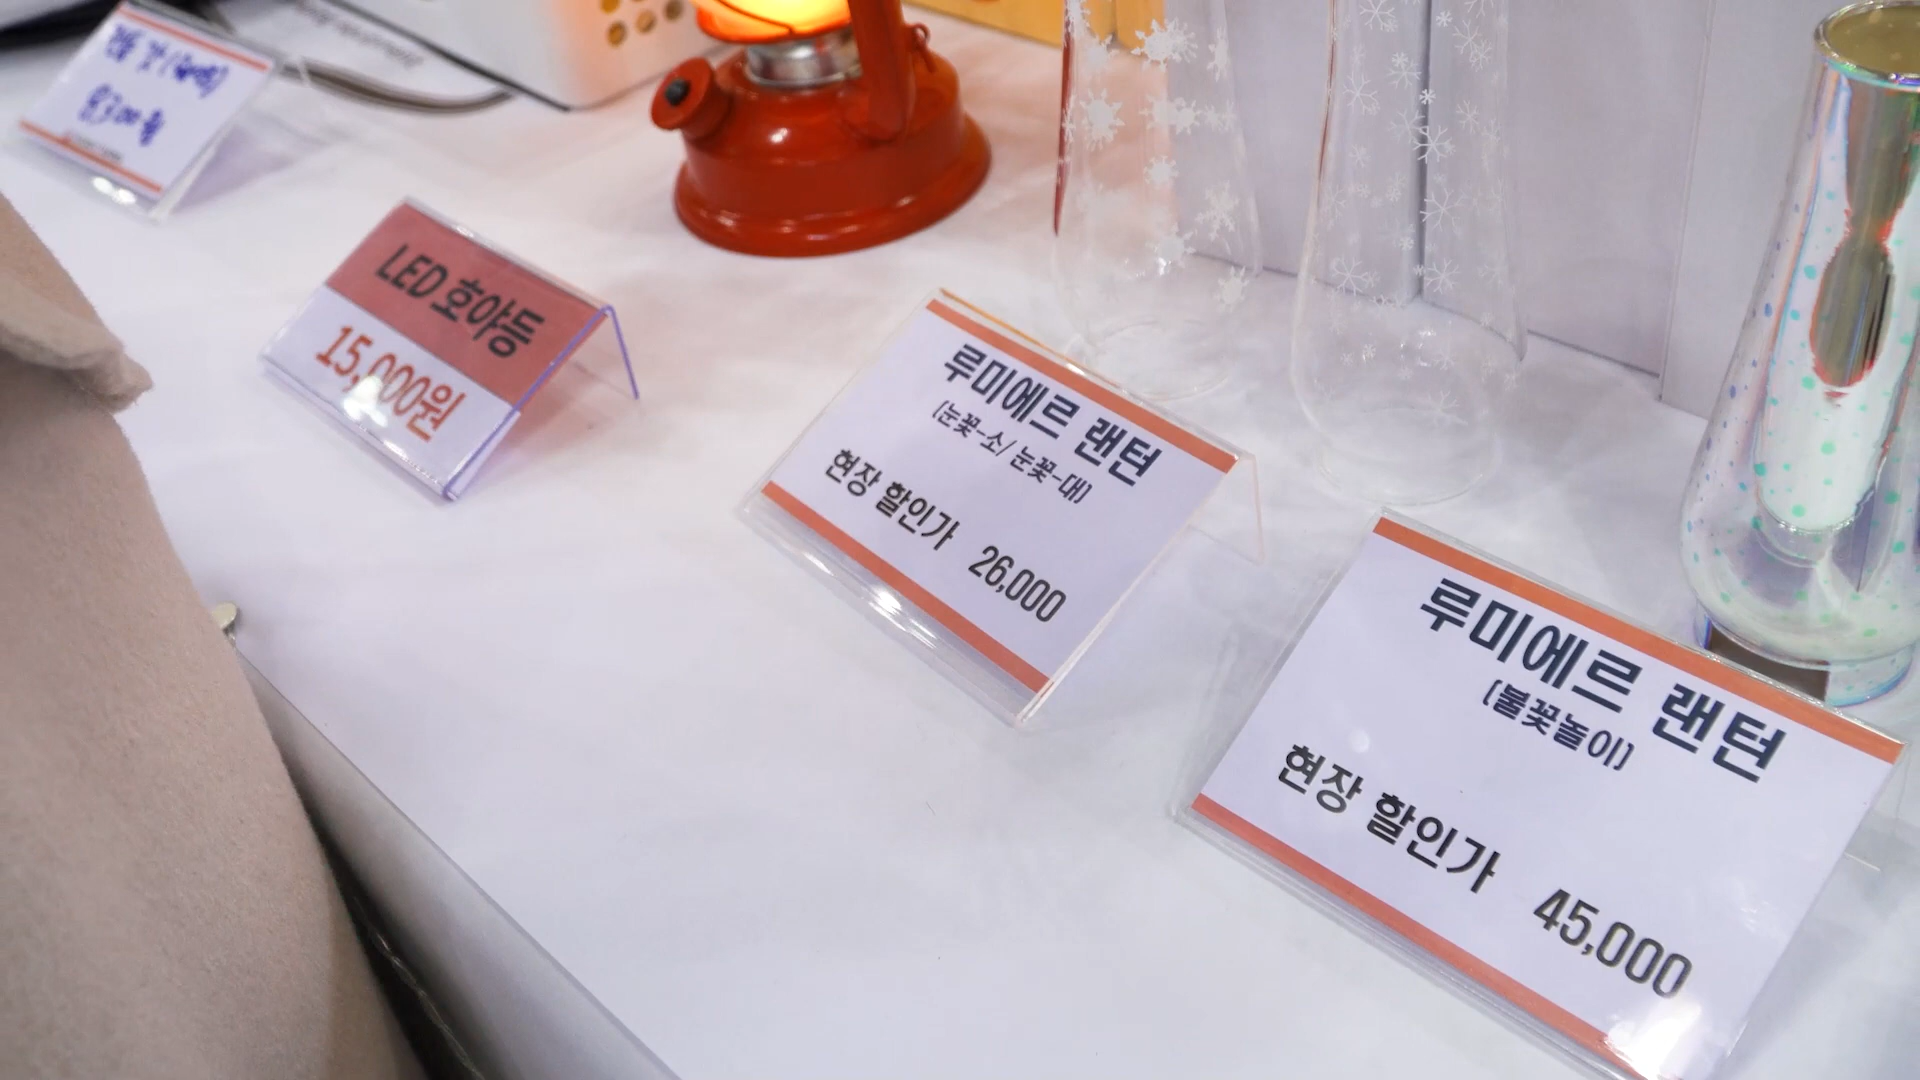 LED 호야등
15,000원
루미에르 랜턴
(눈꽃-소/ 눈꽃-대)
현장 할인가 26,000
루미에르 랜턴
(불꽃놀이)
현장 할인가 45,000